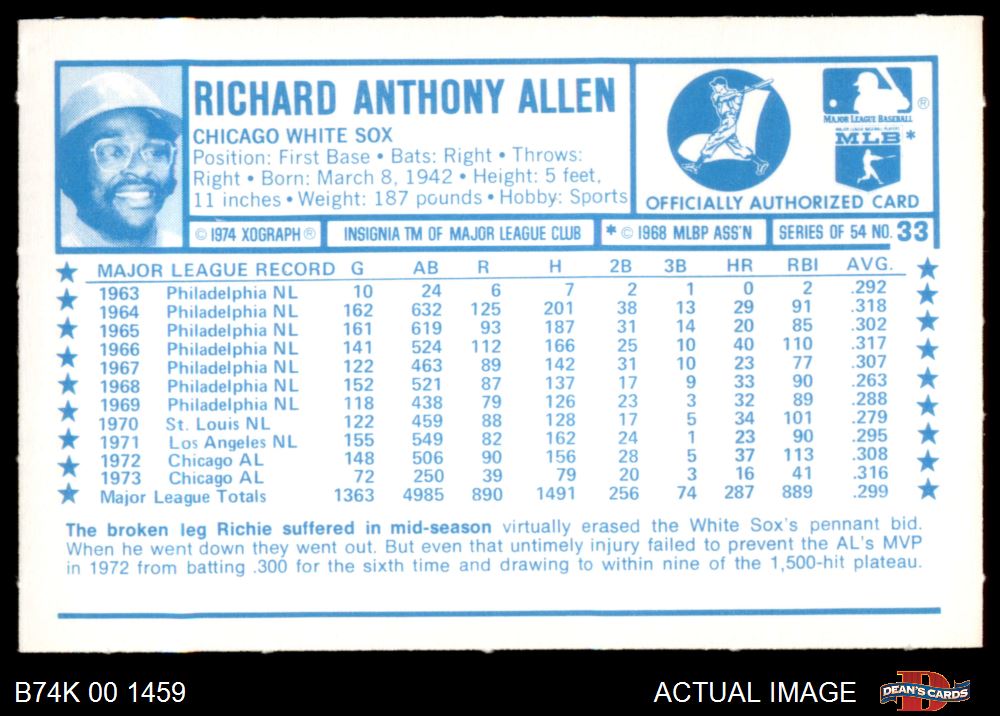 RICHARD ANTHONY ALLEN
CHICAGO WHITE SOX
Position: First Base • Bats: Right • Throws:
Right • Born: March 8, 1942 • Height: 5 feet,
11 inches • Weight: 187 pounds • Hobby: Sports
®
MAJOR LEAGUE BASEBALL
MAJOR LEAGUE BASEBALL PLAYERS
MLB *
OFFICIALLY AUTHORIZED CARD
© 1974 XOGRAPH ® INSIGNIA TM OF MAJOR LEAGUE CLUB * © 1968 MLBP ASS'N SERIES OF 54 NO. 33
MAJOR LEAGUE RECORD G AB R H 2B 3B HR RBI AVG.
1963 Philadelphia NL 10 24 6 7 2 1 0 2 .292
1964 Philadelphia NL 162 632 125 201 38 13 29 91 .318
1965 Philadelphia NL 161 619 93 187 31 14 20 85 .302
1966 Philadelphia NL 141 524 112 166 25 10 40 110 .317
1967 Philadelphia NL 122 463 89 142 31 10 23 77 .307
1968 Philadelphia NL 152 521 87 137 17 9 33 90 .263
1969 Philadelphia NL 118 438 79 126 23 3 32 89 .288
1970 St. Louis NL 122 459 88 128 17 5 34 101 .279
1971 Los Angeles NL 155 549 82 162 24 1 23 90 .295
1972 Chicago AL 148 506 90 156 28 5 37 113 .308
1973 Chicago AL 72 250 39 79 20 3 16 41 .316
Major League Totals 1363 4985 890 1491 256 74 287 889 .299
The broken leg Richie suffered in mid-season virtually erased the White Sox's pennant bid.
When he went down they went out. But even that untimely injury failed to prevent the AL's MVP
in 1972 from batting .300 for the sixth time and drawing to within nine of the 1,500-hit plateau.
B74K 00 1459
ACTUAL IMAGE
DEAN'S CARDS